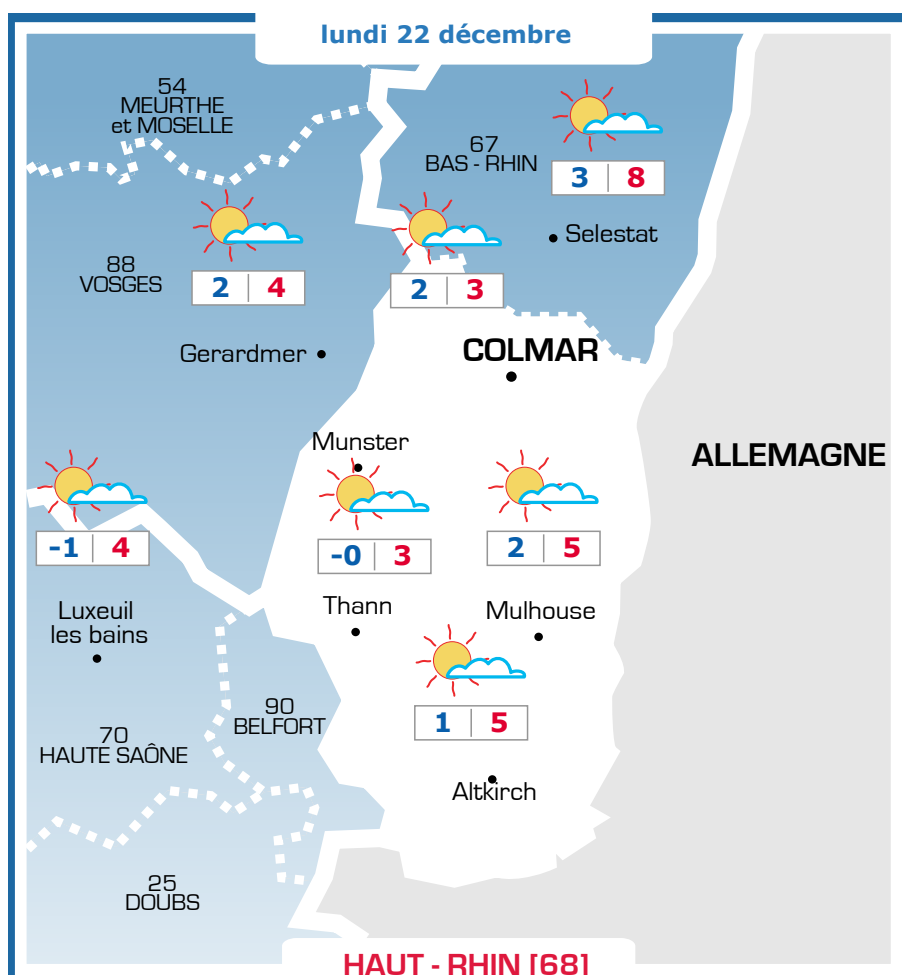 lundi 22 décembre
54
MEURTHE
et MOSELLE
67
BAS - RHIN
3 8
Selestat
88
VOSGES
2 4
2 3
Gerardmer
COLMAR
Munster
ALLEMAGNE
-1 4
-0 3
2 5
Luxeuil
les bains
Thann
Mulhouse
90
BELFORT
1 5
70
HAUTE SAÔNE
Altkirch
25
DOUBS
HAUT - RHIN [68]